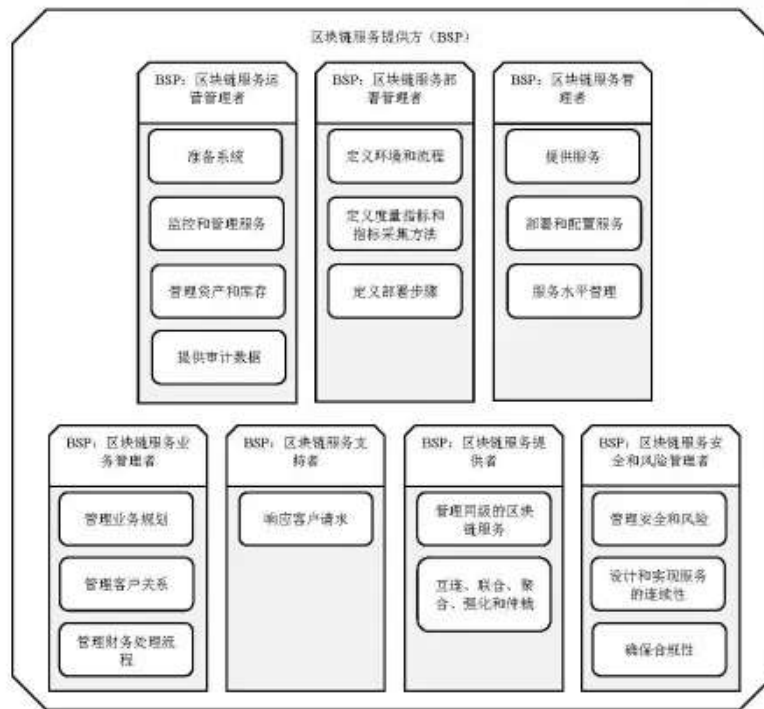 区块链服务提供方（BSP）
BSP：区块链服务运
营管理者
准备系统
监控和管理服务
管理资产和库存
提供审计数据
BSP：区块链服务部
署管理者
定义环境和流程
定义度量指标和
指标采集方法
定义部署步骤
BSP：区块链服务管
理者
提供服务
部署和配置服务
服务水平管理
BSP：区块链服务业
务管理者
管理业务规划
管理客户关系
管理财务处理流
程
BSP：区块链服务支
持者
响应客户请求
BSP：区块链服务提
供者
管理同级的区块
链服务
互连、联合、聚
合、强化和传钱
BSP：区块链服务安
全和风险管理者
管理安全和风险
设计和实现服务
的连续性
确保合规性